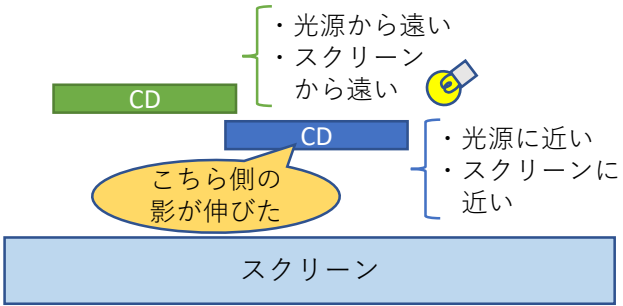 ・光源から遠い
・スクリーン
から遠い
CD
CD
・光源に近い
・スクリーンに
近い
こちら側の
影が伸びた
スクリーン